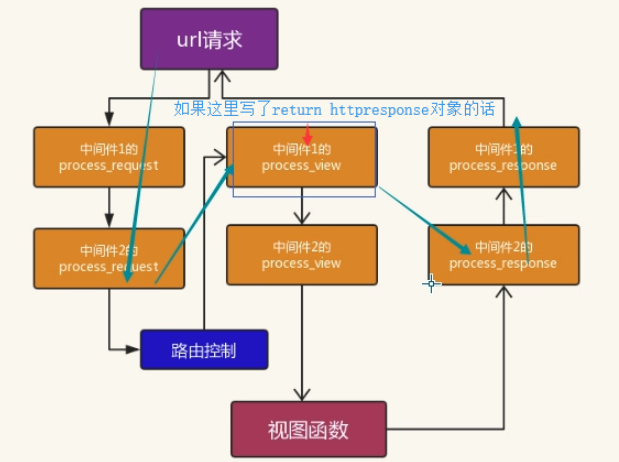 url请求
如果这里写了return httpresponse对象的话
中间件1的
process_request
中间件1的
process_view
中间件1的
process_response
中间件2的
process_request
中间件2的
process_view
中间件2的
process_response
路由控制
视图函数